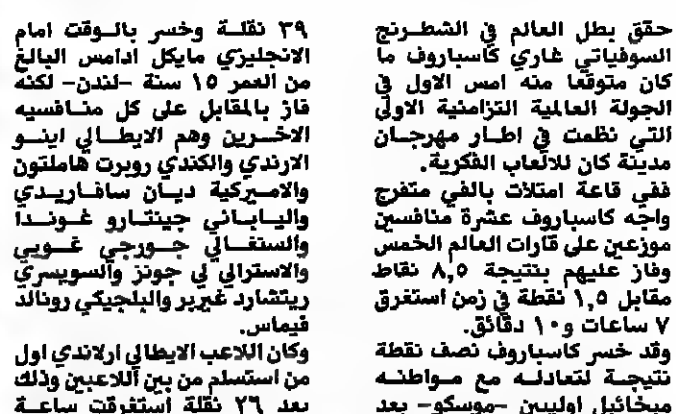 حقق بطل العالم في الشطرنج
السوفياتي غاري كاسباروف ما
كان متوقعا منه امس الاول في
الجولة العالمية التزامنية الاولى
التي نظمت في اطار مهرجان
مدينة كان للالعاب الفكرية.
ففي قاعة امتلات بالفي متفرج
واجه كاسباروف عشرة منافسين
موزعين على قارات العالم الخمس
وفاز عليهم بنتيجة ٨,٥ نقاط
مقابل ١,٥ نقطة في زمن استغرق
٧ ساعات و١٠ دقائق.
وقد خسر كاسباروف نصف نقطة
نتيجة لتعادله مع مواطنه
ميخائيل اوليبن -موسكو- بعد
٣٩ نقلة وخسر بالوقت امام
الانجليزي مايكل ادامس البالغ
من العمر ١٥ سنة -لندن- لكنه
فاز بالمقابل على كل منافسيه
الاخرين وهم الايطالي اينو
الارندي والكندي روبرت هاملتون
والاميركية ديان سافاريدي
والياباني جينتارو غوندا
والسنغالي جورجي غويي
والاسترالي لي جونز والسويسري
ريتشارد غيربر والبلجيكي رونالد
فيماس.
وكان اللاعب الايطالي ارلاندي اول
من استسلم من بين اللاعبين وذلك
بعد ٢٦ نقلة استغرقت ساعة